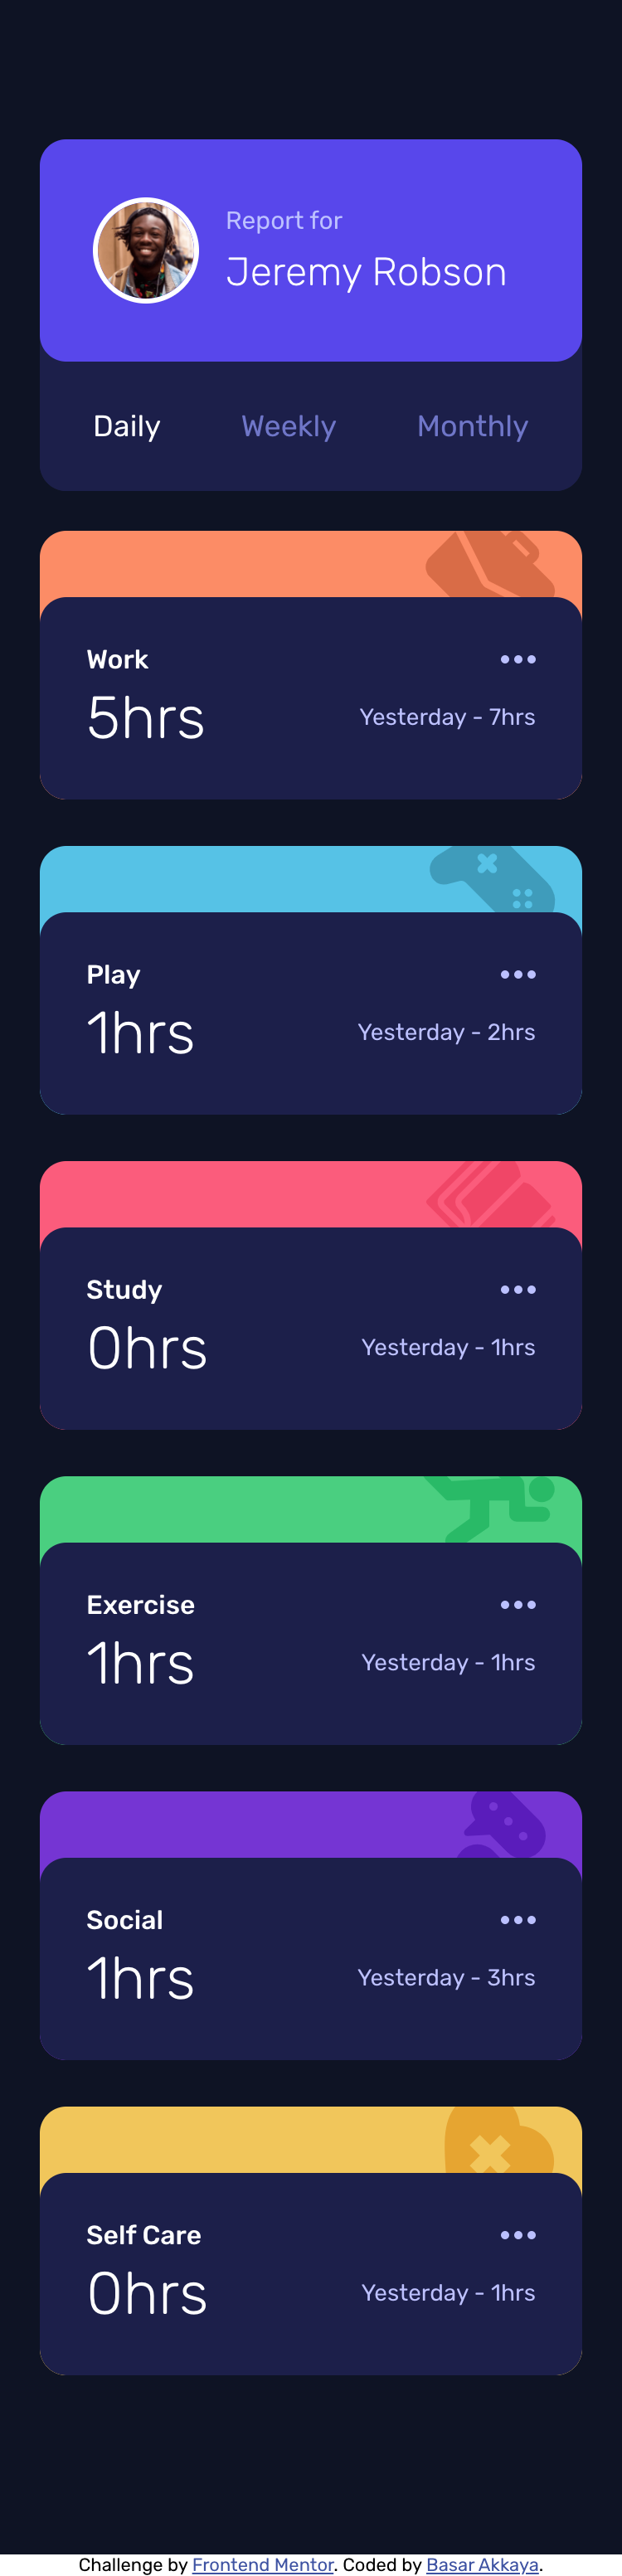 Report for
Jeremy Robson
Daily Weekly Monthly
Work
5hrs Yesterday - 7hrs
Play
1hrs Yesterday - 2hrs
Study
0hrs Yesterday - 1hrs
Exercise
1hrs Yesterday - 1hrs
Social
1hrs Yesterday - 3hrs
Self Care
0hrs Yesterday - 1hrs
Challenge by Frontend Mentor. Coded by Basar Akkaya.